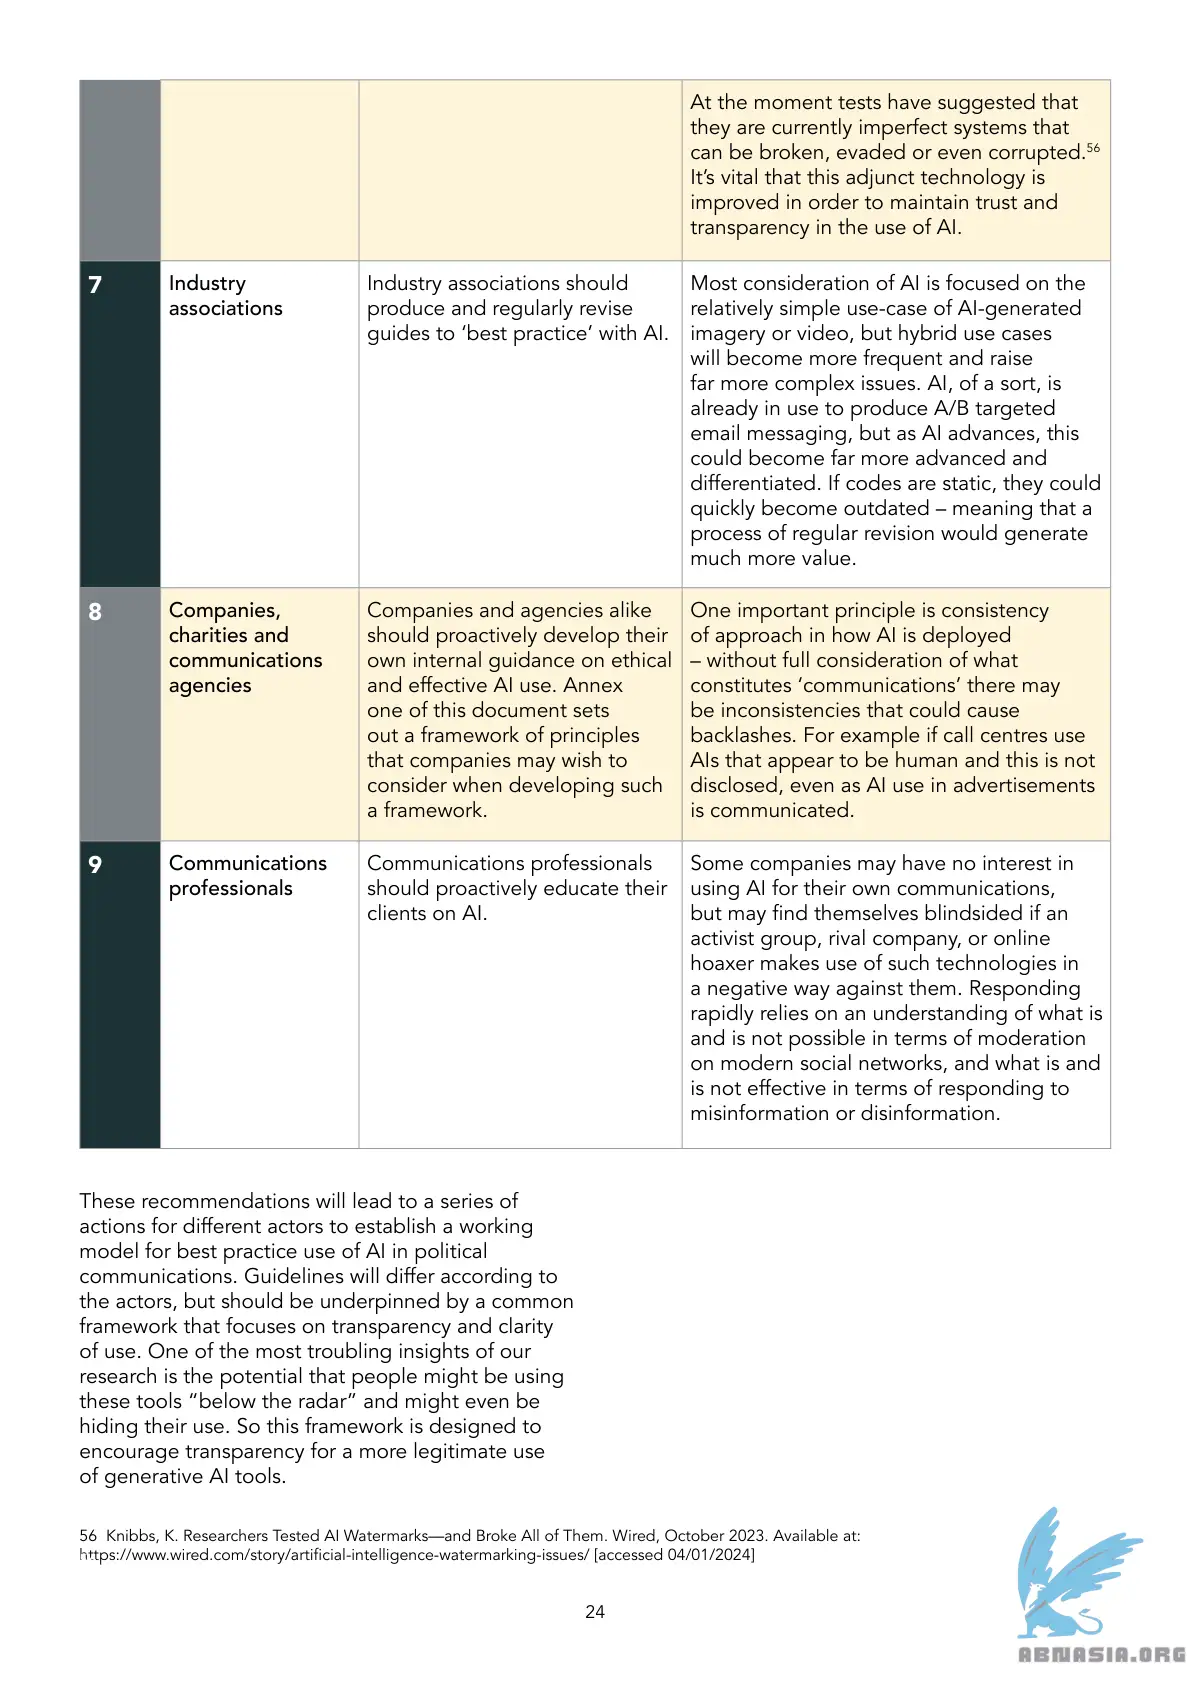 At the moment tests have suggested that
they are currently imperfect systems that
can be broken, evaded or even corrupted.56
It's vital that this adjunct technology is
improved in order to maintain trust and
transparency in the use of AI.
7
Industry
associations
Industry associations should
produce and regularly revise
guides to ‘best practice’ with AI.
Most consideration of AI is focused on the
relatively simple use-case of AI-generated
imagery or video, but hybrid use cases
will become more frequent and raise
far more complex issues. AI, of a sort, is
already in use to produce A/B targeted
email messaging, but as AI advances, this
could become far more advanced and
differentiated. If codes are static, they could
quickly become outdated – meaning that a
process of regular revision would generate
much more value.
8
Companies,
charities and
communications
agencies
Companies and agencies alike
should proactively develop their
own internal guidance on ethical
and effective AI use. Annex
one of this document sets
out a framework of principles
that companies may wish to
consider when developing such
a framework.
One important principle is consistency
of approach in how AI is deployed
– without full consideration of what
constitutes ‘communications’ there may
be inconsistencies that could cause
backlashes. For example if call centres use
AIs that appear to be human and this is not
disclosed, even as AI use in advertisements
is communicated.
9
Communications
professionals
Communications professionals
should proactively educate their
clients on AI.
Some companies may have no interest in
using AI for their own communications,
but may find themselves blindsided if an
activist group, rival company, or online
hoaxer makes use of such technologies in
a negative way against them. Responding
rapidly relies on an understanding of what is
and is not possible in terms of moderation
on modern social networks, and what is and
is not effective in terms of responding to
misinformation or disinformation.
These recommendations will lead to a series of
actions for different actors to establish a working
model for best practice use of AI in political
communications. Guidelines will differ according to
the actors, but should be underpinned by a common
framework that focuses on transparency and clarity
of use. One of the most troubling insights of our
research is the potential that people might be using
these tools “below the radar” and might even be
hiding their use. So this framework is designed to
encourage transparency for a more legitimate use
of generative AI tools.
56 Knibbs, K. Researchers Tested AI Watermarks—and Broke All of Them. Wired, October 2023. Available at:
https://www.wired.com/story/artificial-intelligence-watermarking-issues/ [accessed 04/01/2024]
24
ABNASIA.ORG